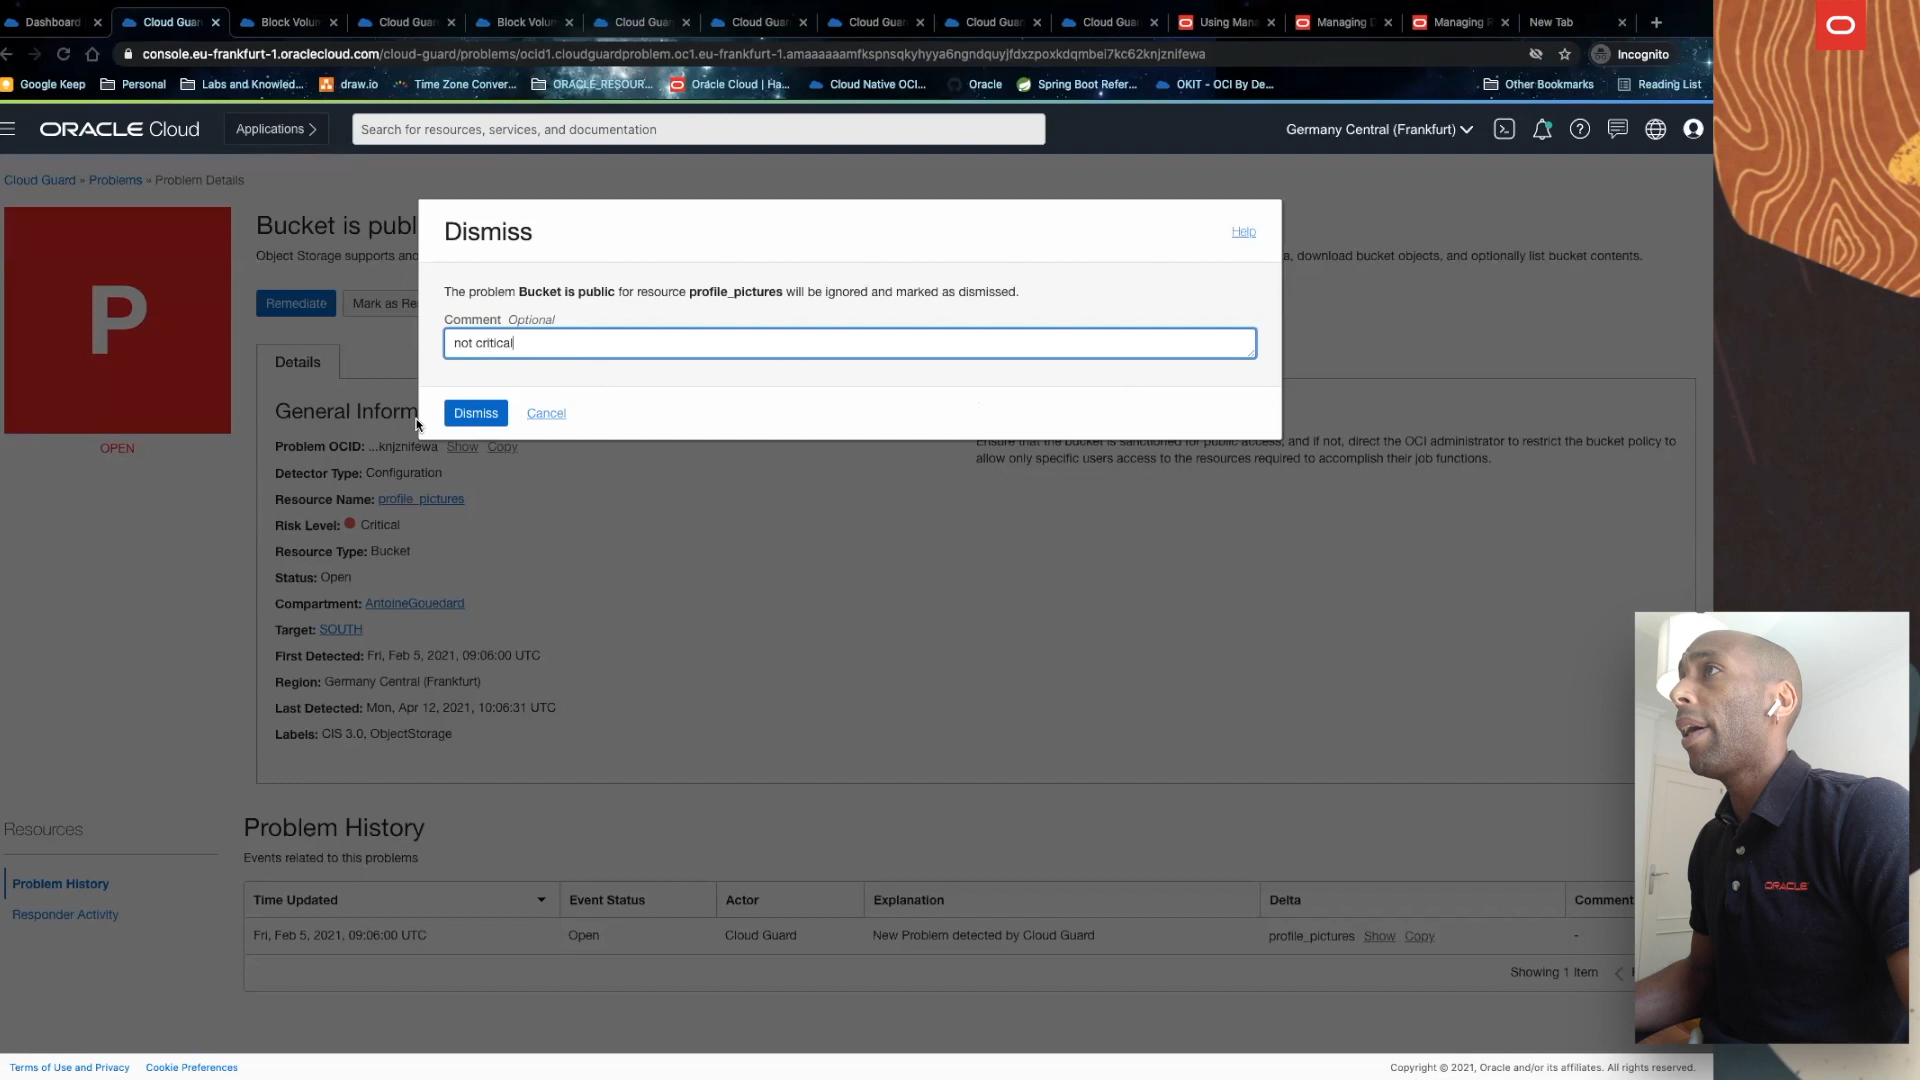 Dashboard
Cloud Gua
Block Volun
Cloud Guar
Block Volur
Cloud Guar
Cloud Guar
Cloud Guar
Cloud Guar
Cloud Guar
Using Mana
Managing D
Managing R
New Tab
console.eu-frankfurt-1.oraclecloud.com/cloud-guard/problems/ocid1.cloudguardproblem.oc1.eu-frankfurt-1.amaaaaaamfkspnsqkyhyya6ngndquyjfdxzpoxkdqmbei7kc62knjznifewa
Incognito
Google Keep
Personal
Labs and Knowled...
draw.io
Time Zone Conver...
ORACLE_RESOUR...
Oracle Cloud | Ha...
Cloud Native OCI...
Oracle
Spring Boot Refer...
OKIT - OCI By De...
Other Bookmarks
Reading List
ORACLE Cloud
Applications
Search for resources, services, and documentation
Germany Central (Frankfurt)
Cloud Guard » Problems » Problem Details
P
OPEN
Bucket is publ
Object Storage supports an
, download bucket objects, and optionally list bucket contents.
Remediate
Mark as Re
Dismiss
Help
The problem Bucket is public for resource profile_pictures will be ignored and marked as dismissed.
Comment Optional
not critical
Dismiss
Cancel
Details
General Inform
Problem OCID: ...knjznifewa Show Copy
Detector Type: Configuration
Resource Name: profile_pictures
Risk Level: Critical
Resource Type: Bucket
Status: Open
Compartment: AntoineGouedard
Target: SOUTH
First Detected: Fri, Feb 5, 2021, 09:06:00 UTC
Region: Germany Central (Frankfurt)
Last Detected: Mon, Apr 12, 2021, 10:06:31 UTC
Labels: CIS 3.0, ObjectStorage
Ensure that the bucket is sanctioned for public access, and if not, direct the OCI administrator to restrict the bucket policy to
allow only specific users access to the resources required to accomplish their job functions.
Resources
Problem History
Responder Activity
Problem History
Events related to this problems
Time Updated
Event Status
Actor
Explanation
Delta
Comment
Fri, Feb 5, 2021, 09:06:00 UTC
Open
Cloud Guard
New Problem detected by Cloud Guard
profile_pictures Show Copy
-
Showing 1 Item
ORACLE
Terms of Use and Privacy
Cookie Preferences
Copyright © 2021, Oracle and/or its affiliates. All rights reserved.